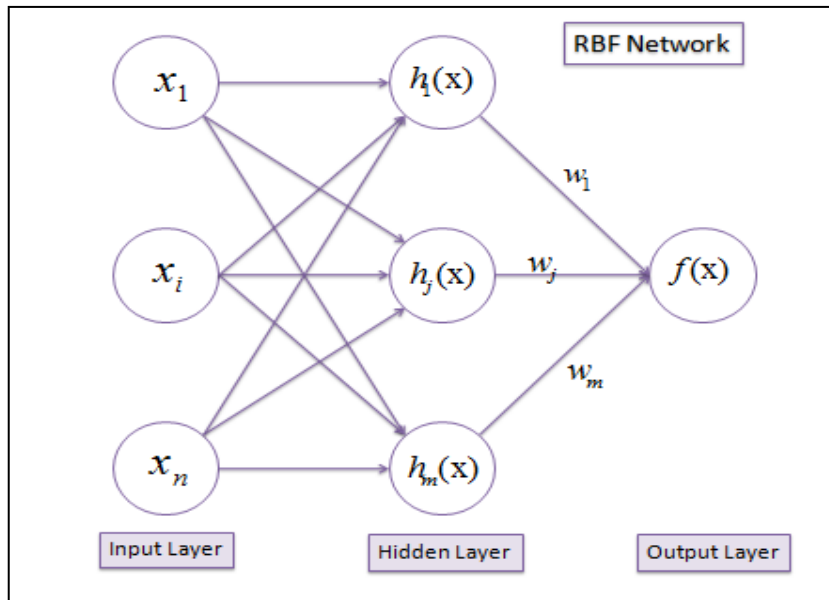 RBF Network
x₁
h₁(x)
w₁
xᵢ
hⱼ(x)
wⱼ
f(x)
wₘ
xₙ
hₘ(x)
Input Layer
Hidden Layer
Output Layer